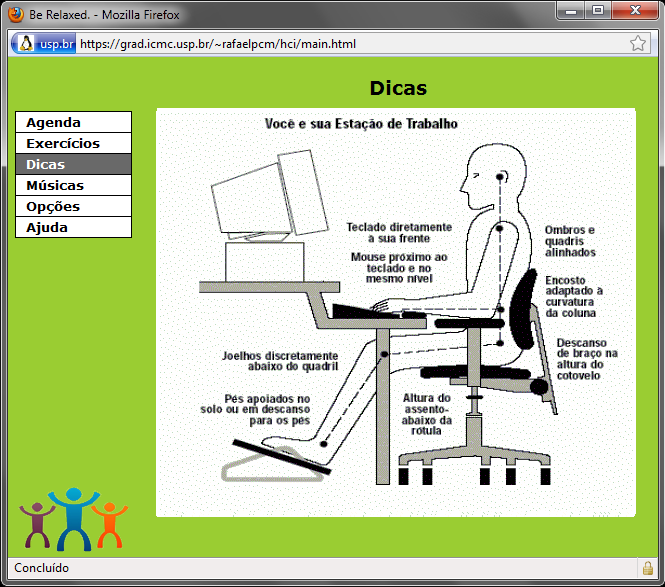 Be Relaxed. - Mozilla Firefox
usp.br https://grad.icmc.usp.br/~rafaelpcm/hci/main.html
Dicas
Agenda
Exercícios
Dicas
Músicas
Opções
Ajuda
Você e sua Estação de Trabalho
Teclado diretamente
à sua frente
Mouse próximo ao
teclado e no
mesmo nível
Ombros e
quadris
alinhados
Encosto
adaptado à
curvatura
da coluna
Descanso
de braço na
altura do
cotovelo
Joelhos discretamente
abaixo do quadril
Pés apoiados no
solo ou em descanso
para os pés
Altura do
assento-
abaixo da
rótula
Concluído